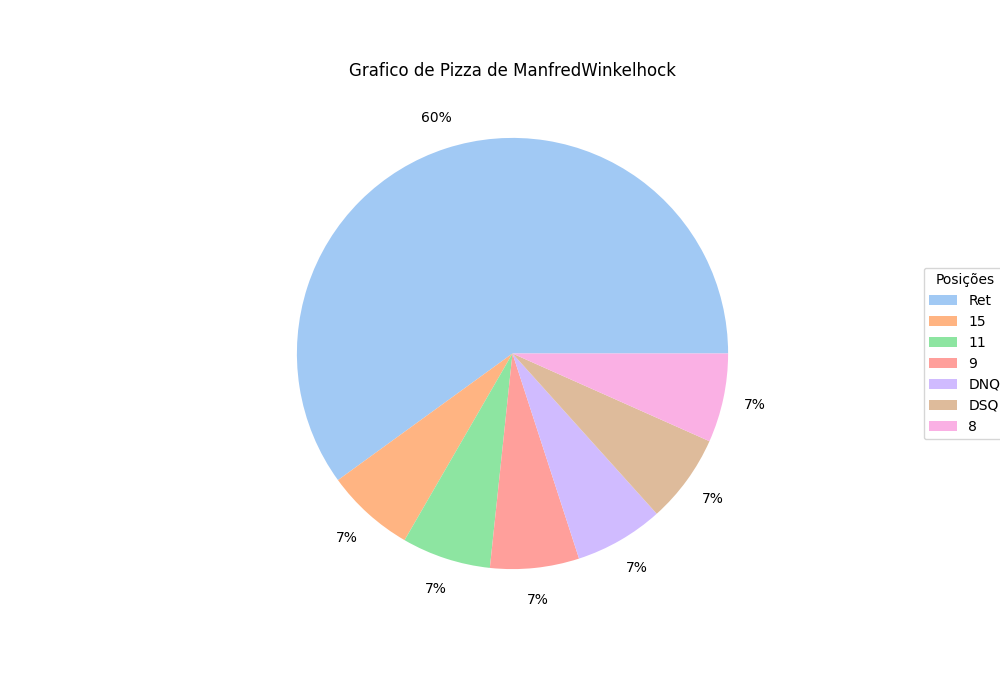 Grafico de Pizza de ManfredWinkelhock
60%
7%
7%
7%
7%
7%
7%
Posições
Ret
15
11
9
DNQ
DSQ
8